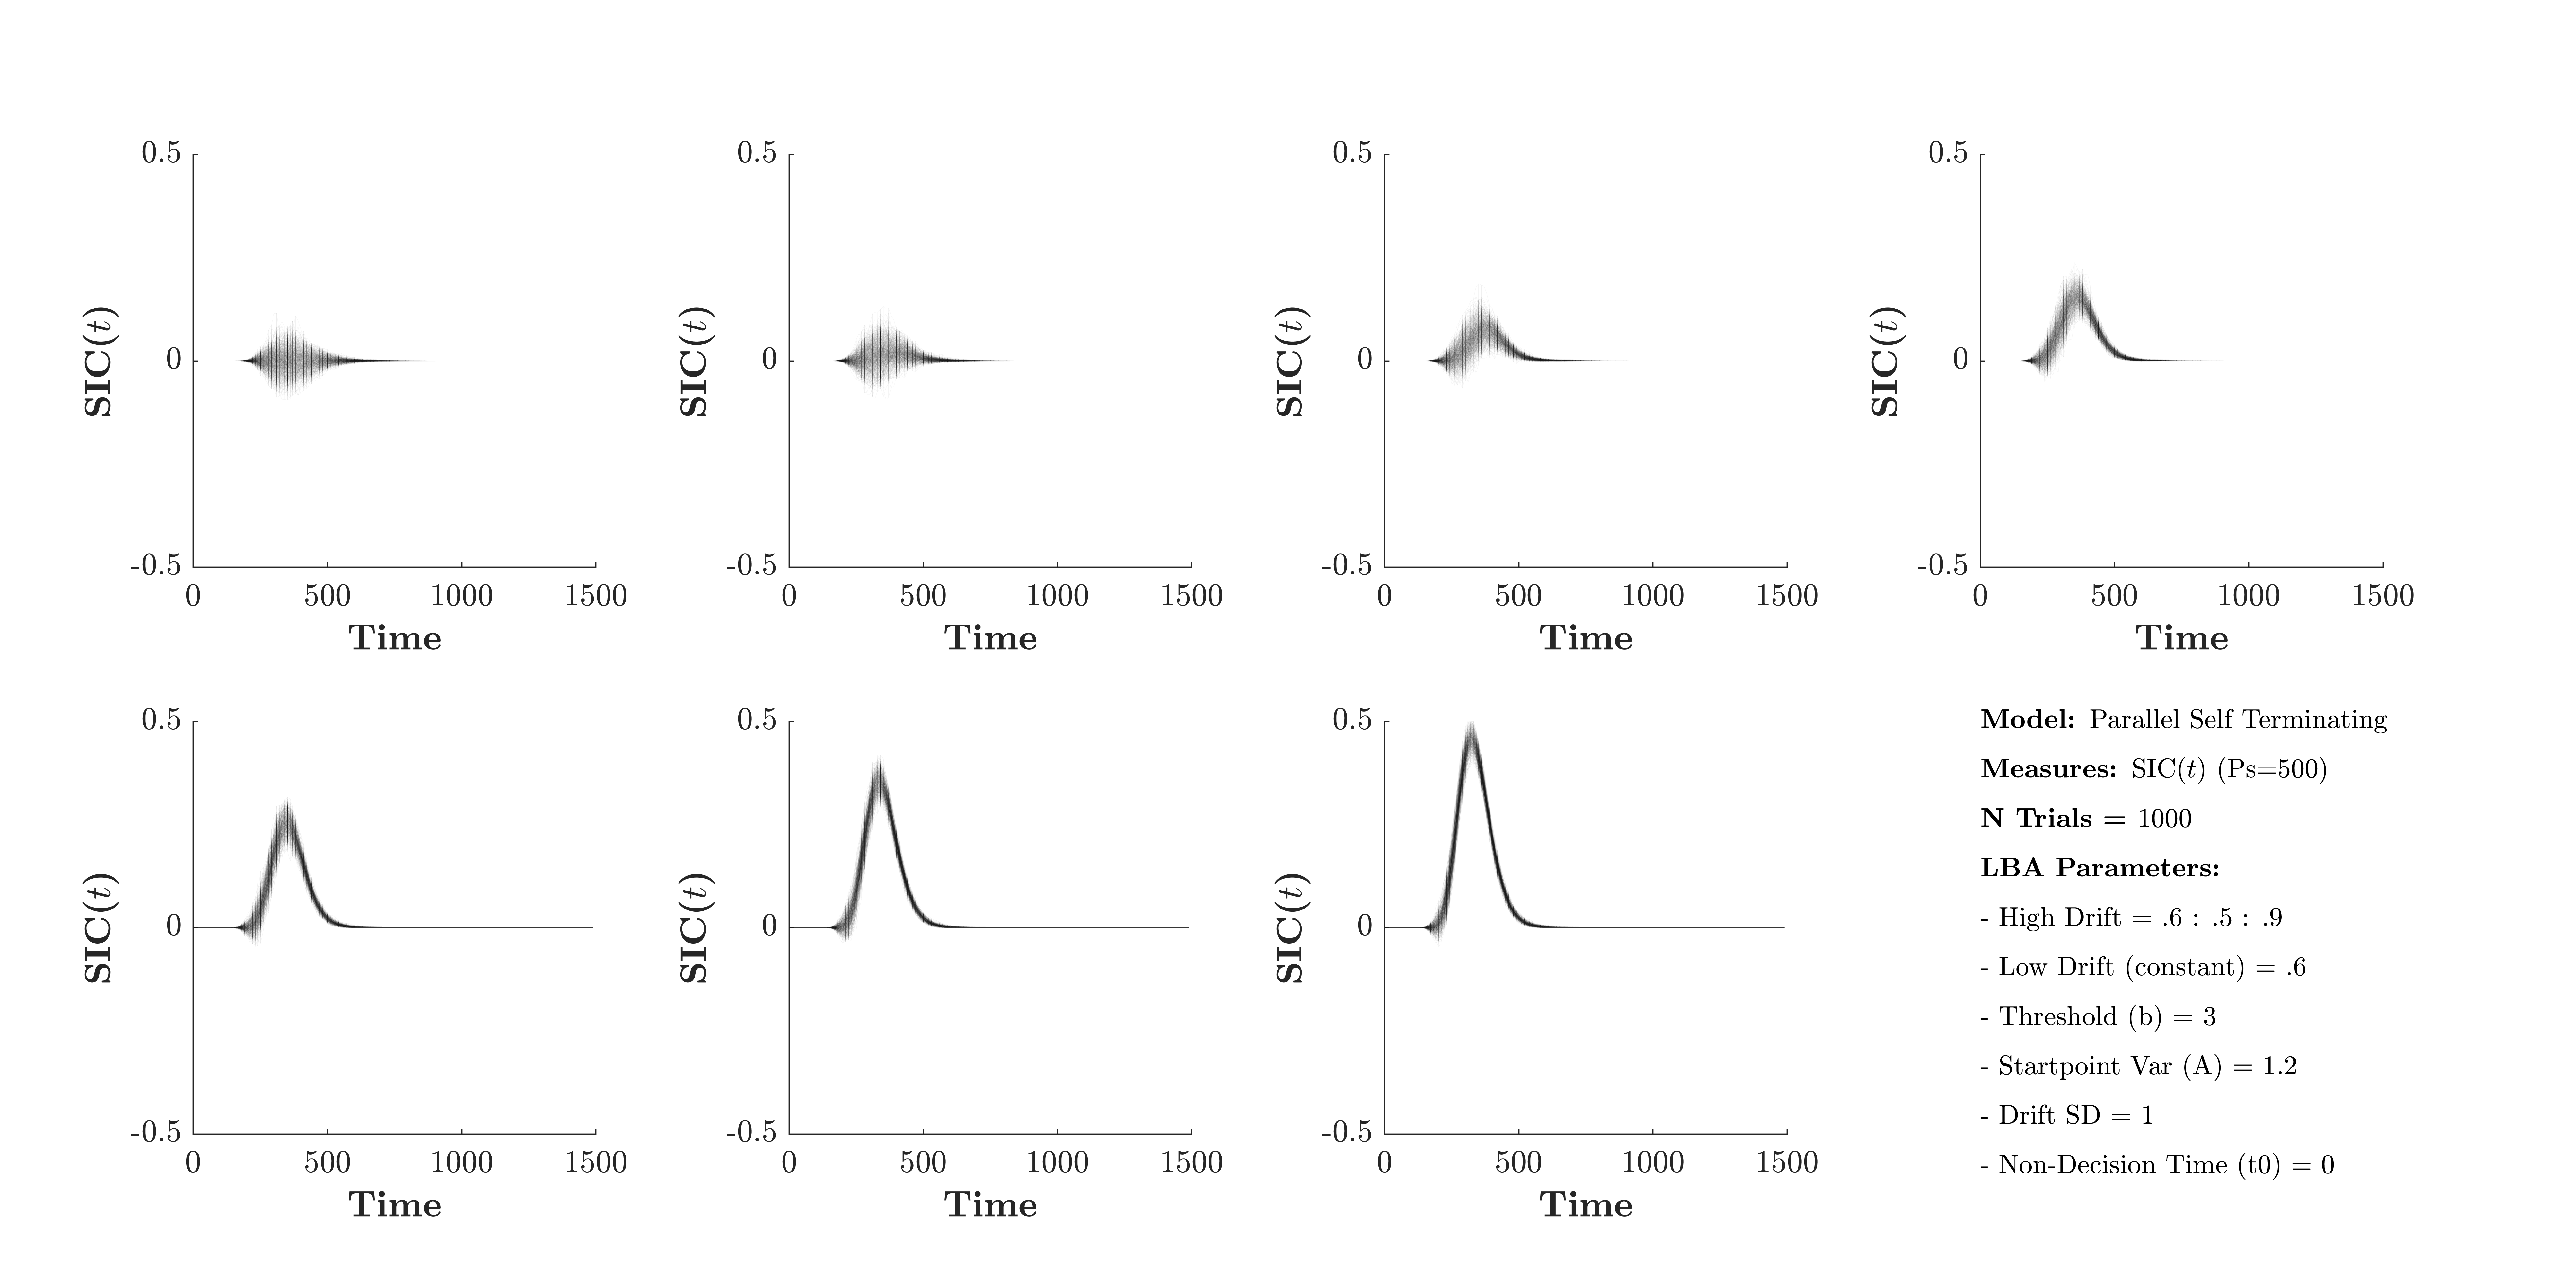 0.5
0
-0.5
SIC(t)
0 500 1000 1500
Time
0.5
0
-0.5
SIC(t)
0 500 1000 1500
Time
0.5
0
-0.5
SIC(t)
0 500 1000 1500
Time
0.5
0
-0.5
SIC(t)
0 500 1000 1500
Time
0.5
0
-0.5
SIC(t)
0 500 1000 1500
Time
0.5
0
-0.5
SIC(t)
0 500 1000 1500
Time
0.5
0
-0.5
SIC(t)
0 500 1000 1500
Time
Model: Parallel Self Terminating
Measures: SIC(t) (Ps=500)
N Trials = 1000
LBA Parameters:
- High Drift = .6 : .5 : .9
- Low Drift (constant) = .6
- Threshold (b) = 3
- Startpoint Var (A) = 1.2
- Drift SD = 1
- Non-Decision Time (t0) = 0